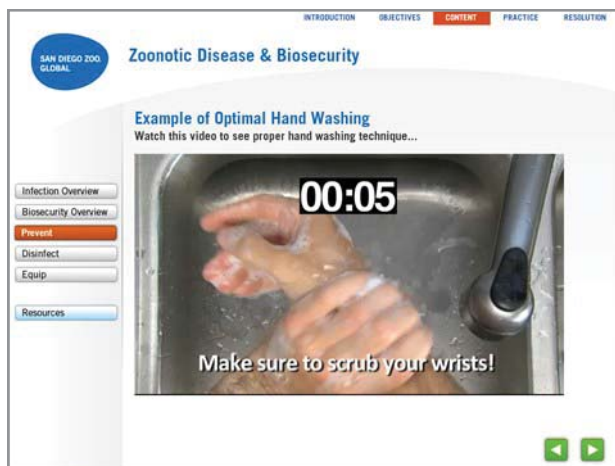 INTRODUCTION OBJECTIVES CONTENT PRACTICE RESOLUTION
SAN DIEGO ZOO
GLOBAL
Zoonotic Disease & Biosecurity
Example of Optimal Hand Washing
Watch this video to see proper hand washing technique...
00:05
Infection Overview
Biosecurity Overview
Prevent
Disinfect
Equip
Resources
Make sure to scrub your wrists!